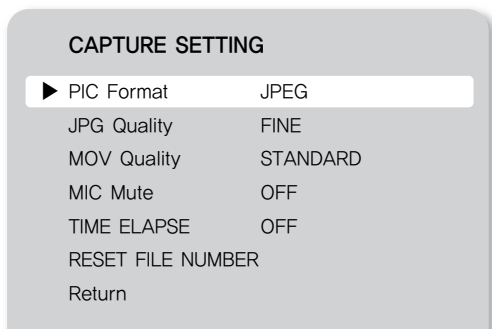 CAPTURE SETTING
▶ PIC Format JPEG
JPG Quality FINE
MOV Quality STANDARD
MIC Mute OFF
TIME ELAPSE OFF
RESET FILE NUMBER
Return